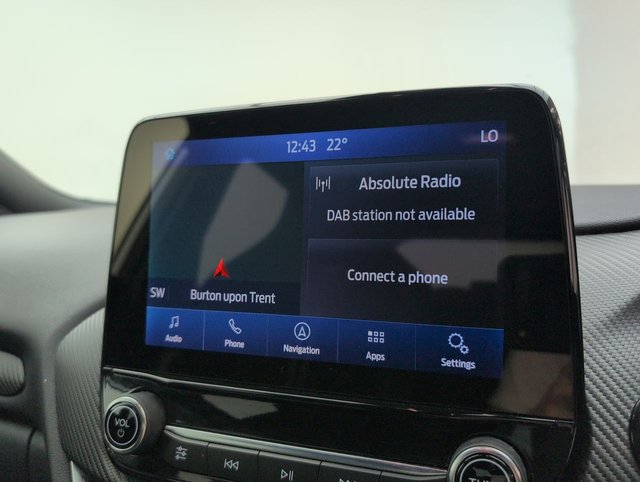 12:43 22° LO
Absolute Radio
DAB station not available
Connect a phone
SW Burton upon Trent
Audio Phone Navigation Apps Settings
VOL